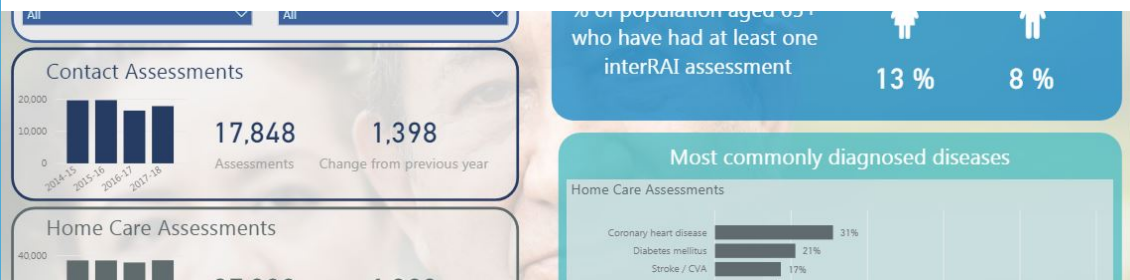 All
All
Contact Assessments
20,000
10,000
0
2014-15
2015-16
2016-17
2017-18
17,848
Assessments
1,398
Change from previous year
Home Care Assessments
40,000
% of population aged 65+
who have had at least one
interRAI assessment
13 %
8 %
Most commonly diagnosed diseases
Home Care Assessments
Coronary heart disease 31%
Diabetes mellitus 21%
Stroke / CVA 17%